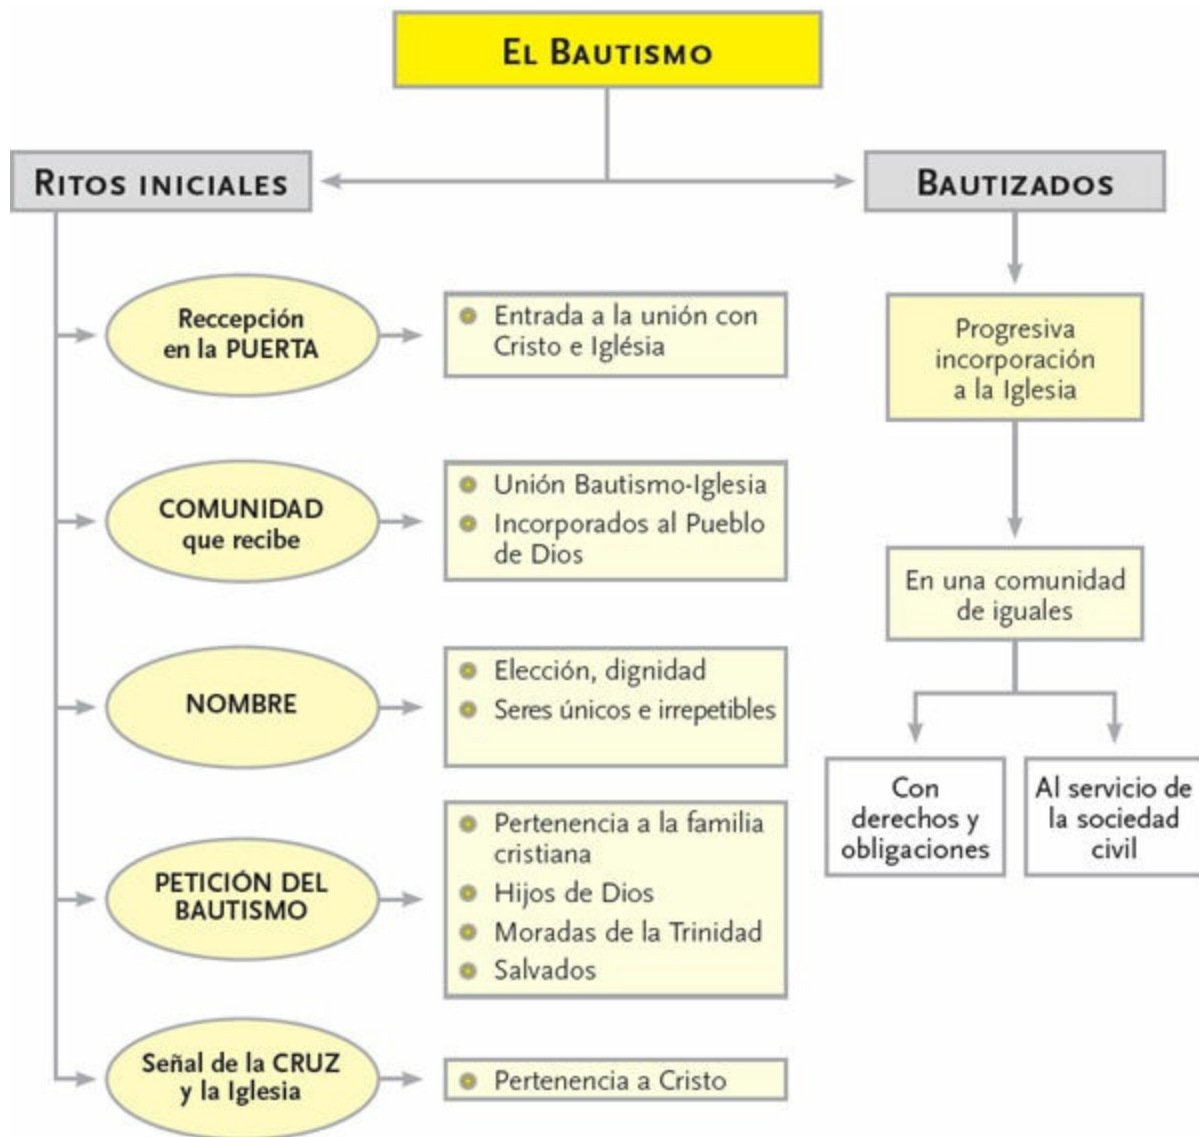 EL BAUTISMO
RITOS INICIALES
BAUTIZADOS
Reccepción
en la PUERTA
Entrada a la unión con
Cristo e Iglésia
COMUNIDAD
que recibe
Unión Bautismo-Iglesia
Incorporados al Pueblo
de Dios
NOMBRE
Elección, dignidad
Seres únicos e irrepetibles
PETICIÓN DEL
BAUTISMO
Pertenencia a la familia
cristiana
Hijos de Dios
Moradas de la Trinidad
Salvados
Señal de la CRUZ
y la Iglesia
Pertenencia a Cristo
Progresiva
incorporación
a la Iglesia
En una comunidad
de iguales
Con
derechos y
obligaciones
Al servicio de
la sociedad
civil